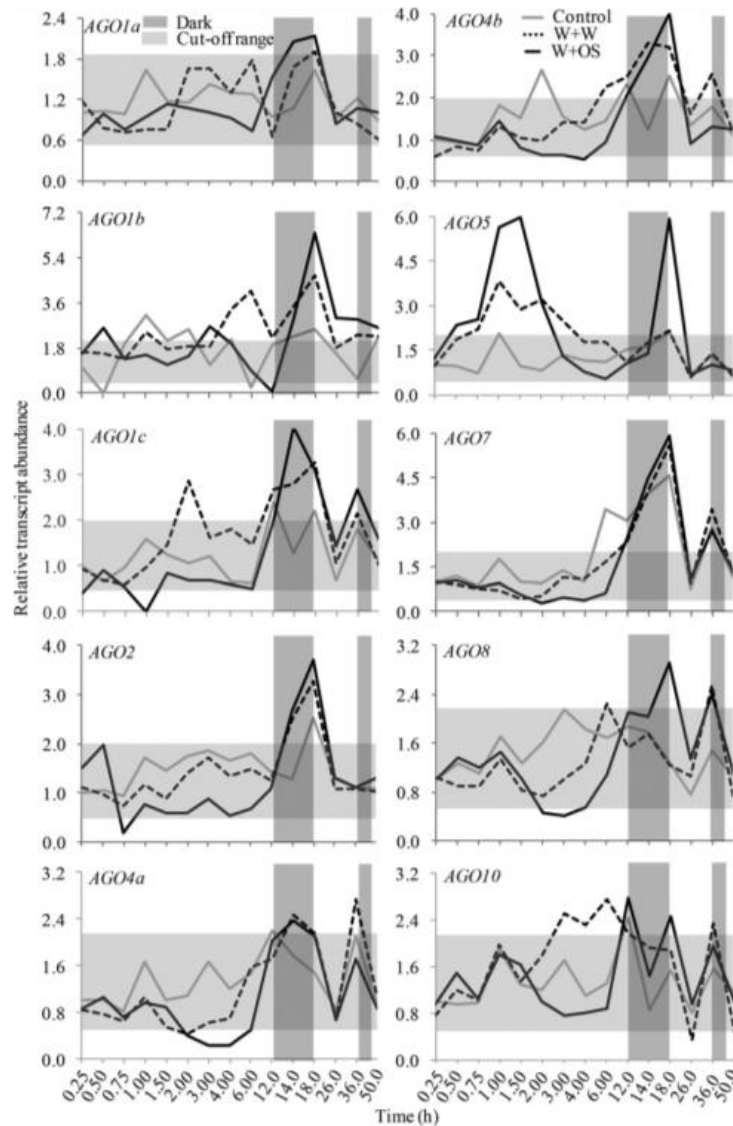 AGO1a
Dark
Cut-off range
2.4
1.8
1.2
0.6
0.0
AGO4b
Control
W+W
W+OS
4.0
3.0
2.0
1.0
0.0
AGO1b
7.2
5.4
3.6
1.8
0.0
AGO5
6.0
4.5
3.0
1.5
0.0
AGO1c
4.0
3.0
2.0
1.0
0.0
AGO7
6.0
4.5
3.0
1.5
0.0
AGO2
4.0
3.0
2.0
1.0
0.0
AGO8
3.2
2.4
1.6
0.8
0.0
AGO4a
3.2
2.4
1.6
0.8
0.0
AGO10
3.2
2.4
1.6
0.8
0.0
Relative transcript abundance
0.25 0.50 0.75 1.00 1.50 2.00 3.00 4.00 6.00 12.0 14.0 18.0 26.0 36.0 50.0
0.25 0.50 0.75 1.00 1.50 2.00 3.00 4.00 6.00 12.0 14.0 18.0 26.0 36.0 50.0
Time (h)